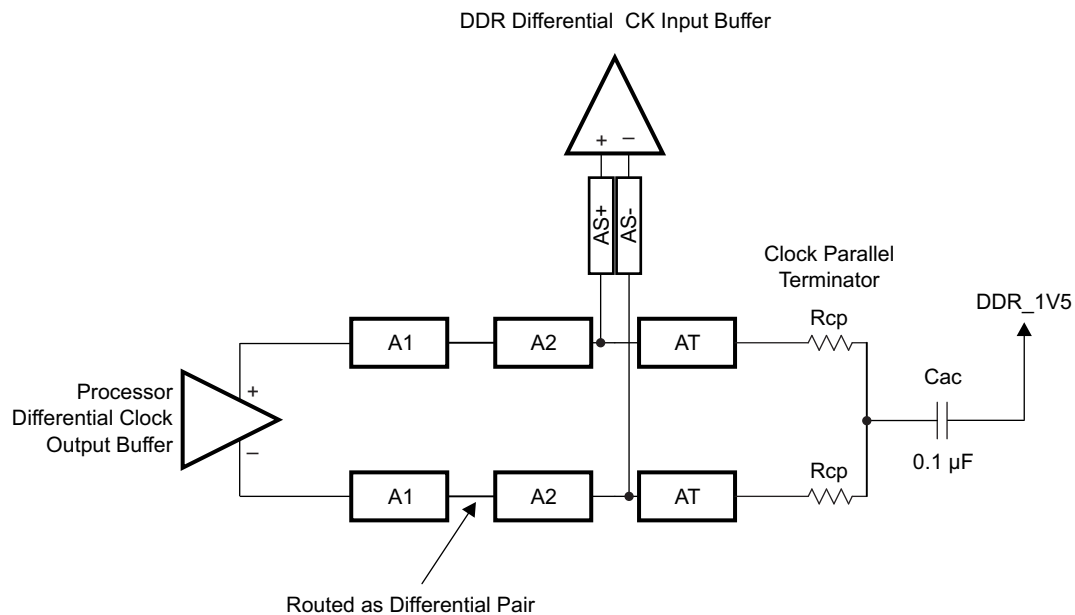 DDR Differential CK Input Buffer
+ −
AS+
AS-
Clock Parallel
Terminator
DDR_1V5
Rcp
A1
A2
AT
Processor
Differential Clock
Output Buffer
+
−
Cac
0.1 µF
Rcp
A1
A2
AT
Routed as Differential Pair